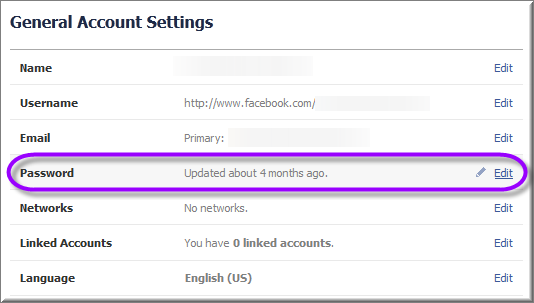 General Account Settings
Name Edit
Username http://www.facebook.com/ Edit
Email Primary: Edit
Password Updated about 4 months ago. Edit
Networks No networks. Edit
Linked Accounts You have 0 linked accounts. Edit
Language English (US) Edit